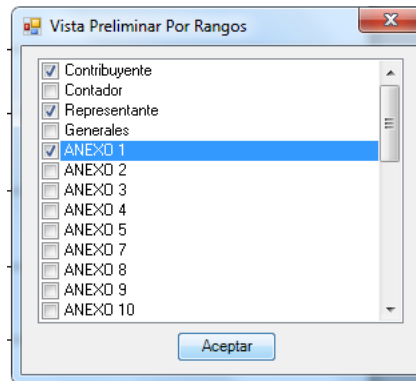 Vista Preliminar Por Rangos
Contribuyente
Contador
Representante
Generales
ANEXO 1
ANEXO 2
ANEXO 3
ANEXO 4
ANEXO 5
ANEXO 7
ANEXO 8
ANEXO 9
ANEXO 10
Aceptar